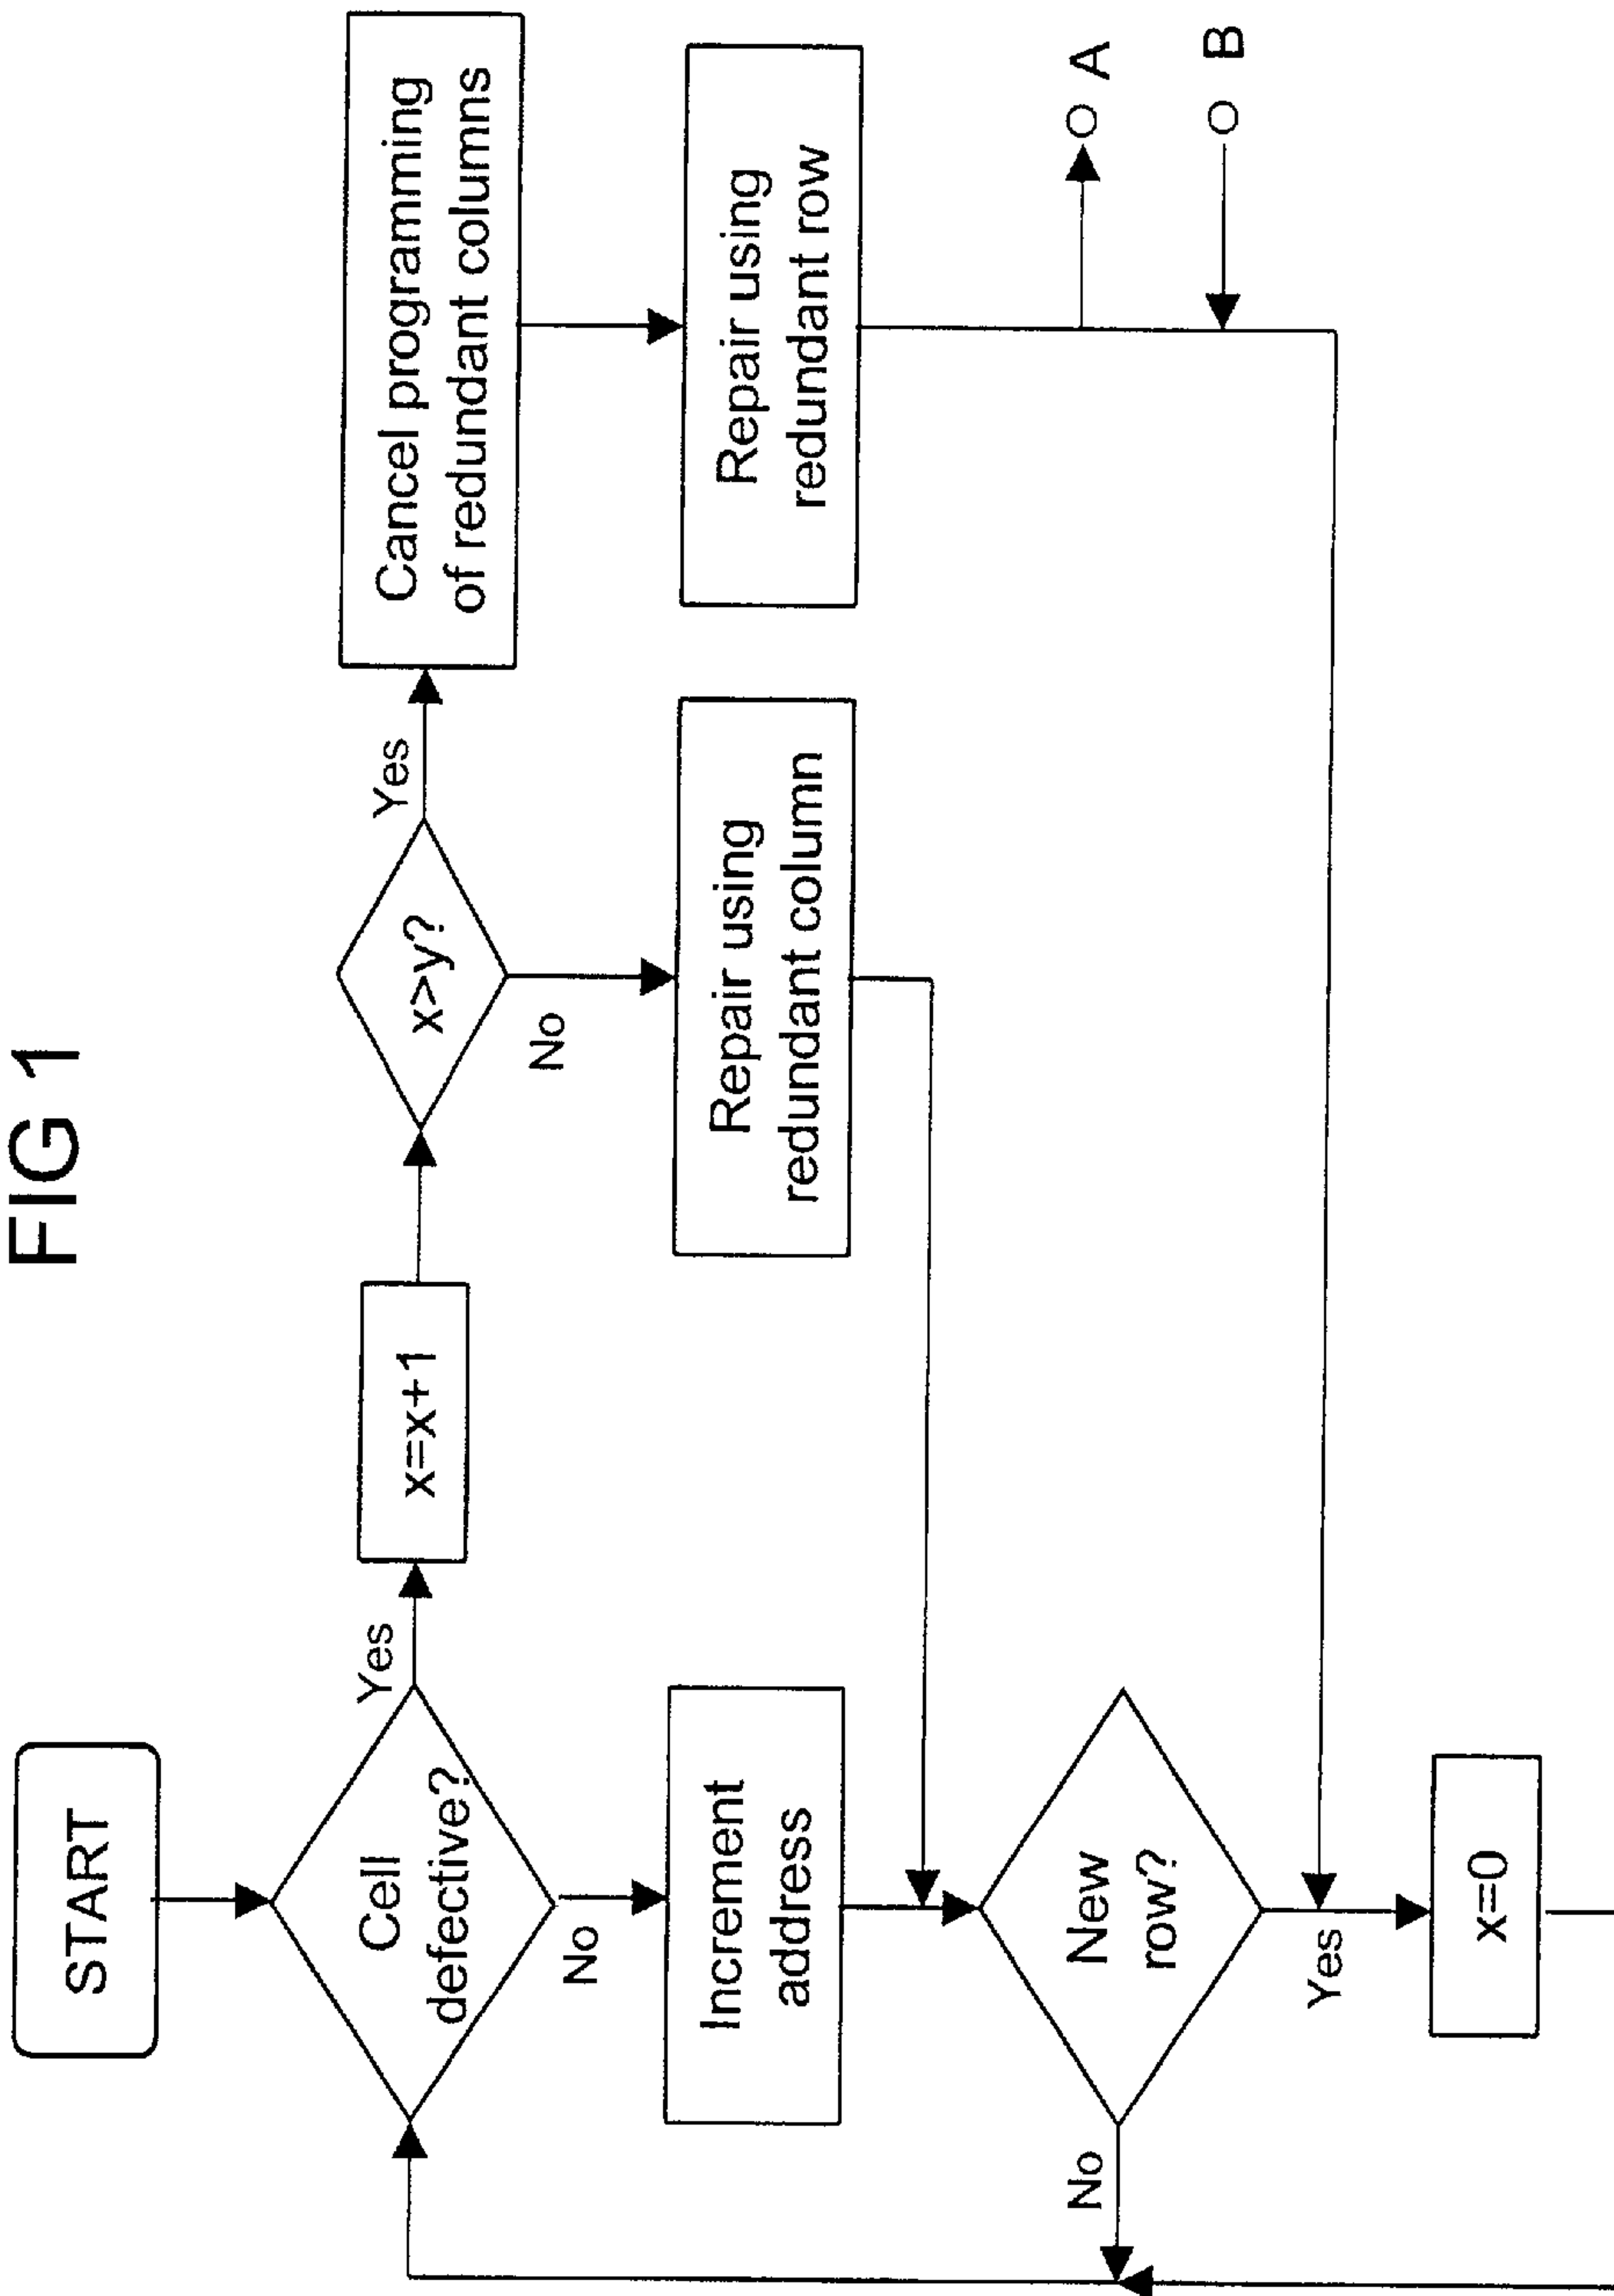 FIG 1
START
Cell
defective?
Yes
x=x+1
x>y?
Yes
Cancel programming
of redundant columns
No
Increment
address
No
Repair using
redundant column
Repair using
redundant row
A
B
New
row?
No
Yes
x=0